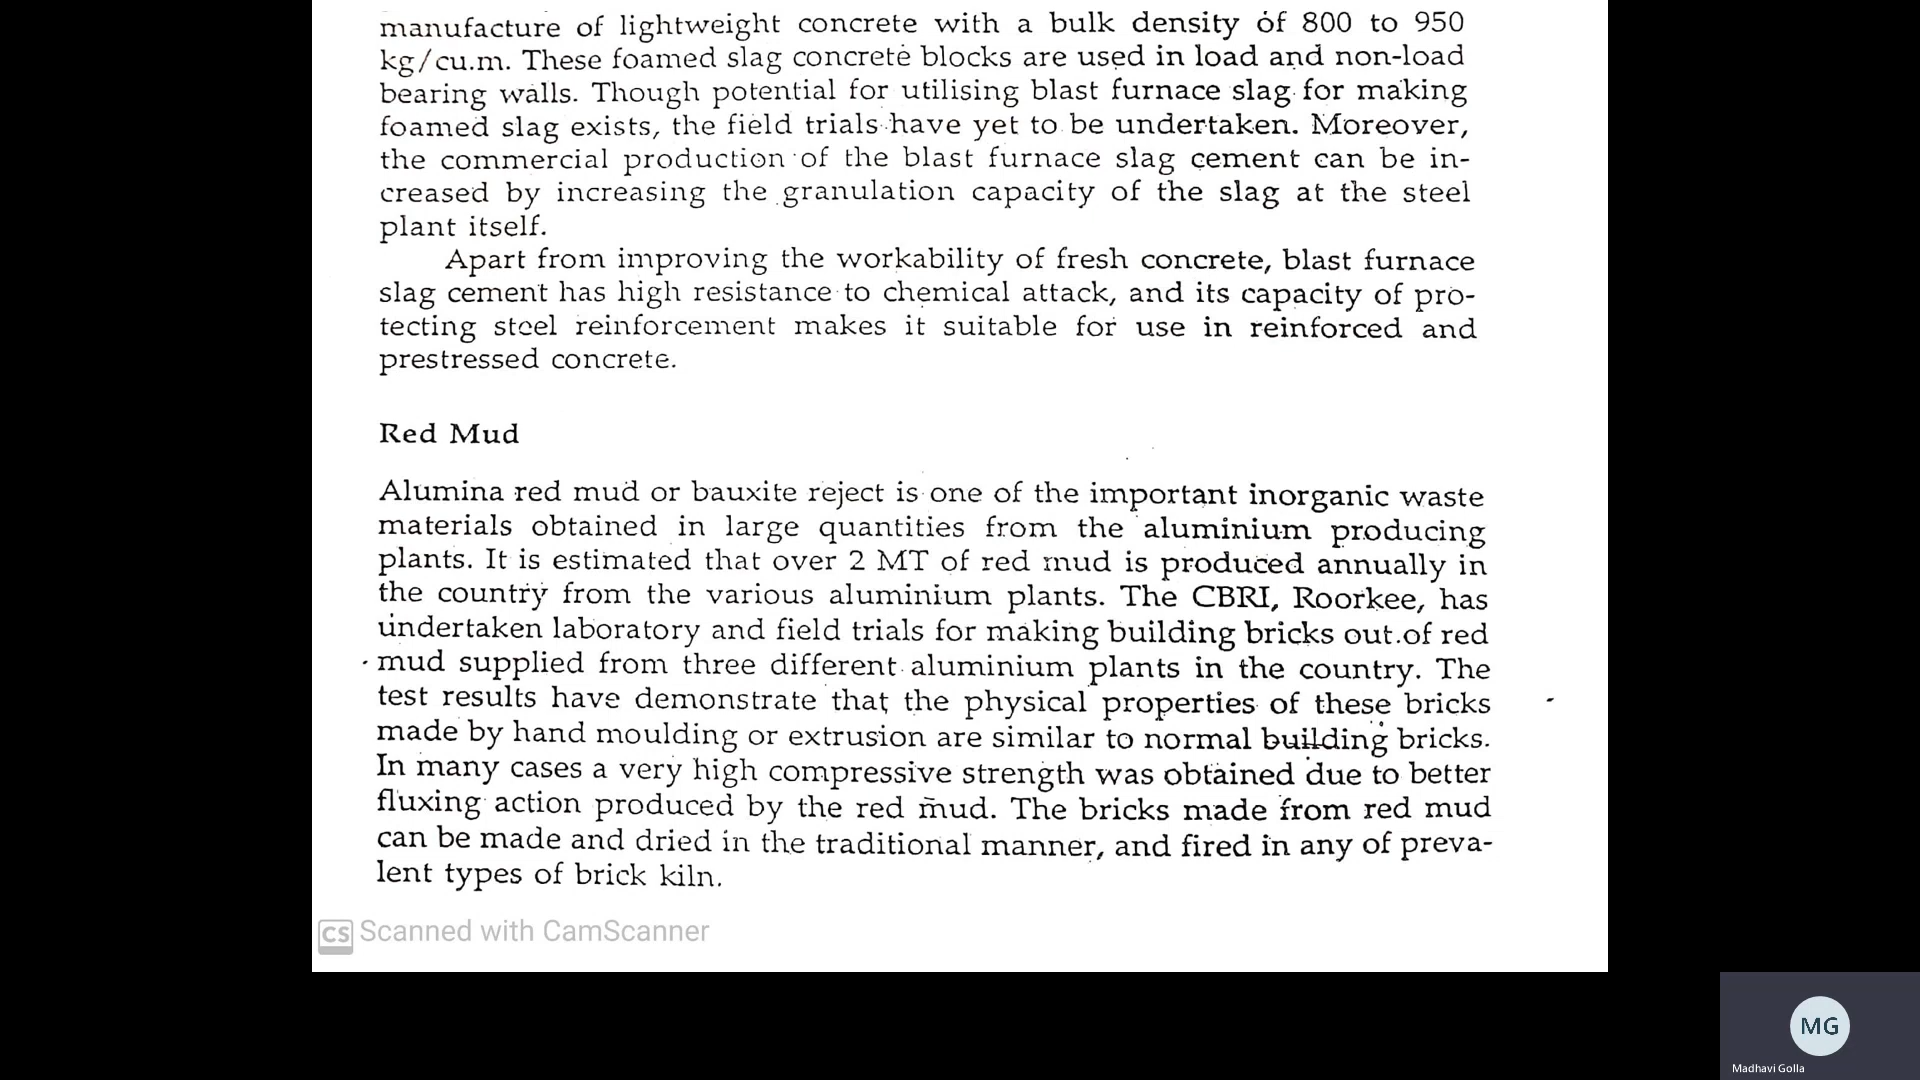 manufacture of lightweight concrete with a bulk density of 800 to 950
kg/cu.m. These foamed slag concrete blocks are used in load and non-load
bearing walls. Though potential for utilising blast furnace slag for making
foamed slag exists, the field trials have yet to be undertaken. Moreover,
the commercial production of the blast furnace slag cement can be in-
creased by increasing the granulation capacity of the slag at the steel
plant itself.
Apart from improving the workability of fresh concrete, blast furnace
slag cement has high resistance to chemical attack, and its capacity of pro-
tecting steel reinforcement makes it suitable for use in reinforced and
prestressed concrete.
Red Mud
Alumina red mud or bauxite reject is one of the important inorganic waste
materials obtained in large quantities from the aluminium producing
plants. It is estimated that over 2 MT of red mud is produced annually in
the country from the various aluminium plants. The CBRI, Roorkee, has
undertaken laboratory and field trials for making building bricks out of red
mud supplied from three different aluminium plants in the country. The
test results have demonstrate that the physical properties of these bricks
made by hand moulding or extrusion are similar to normal building bricks.
In many cases a very high compressive strength was obtained due to better
fluxing action produced by the red mud. The bricks made from red mud
can be made and dried in the traditional manner, and fired in any of preva-
lent types of brick kiln.
CS Scanned with CamScanner
MG
Madhavi Golla